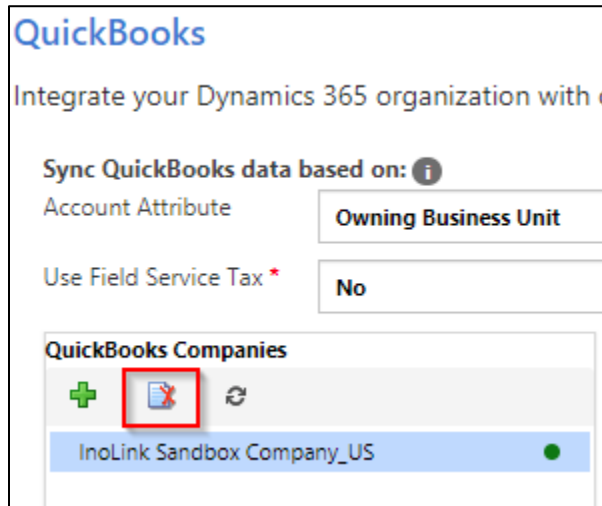 QuickBooks
Integrate your Dynamics 365 organization with
Sync QuickBooks data based on: i
Account Attribute
Owning Business Unit
Use Field Service Tax *
No
QuickBooks Companies
InoLink Sandbox Company_US